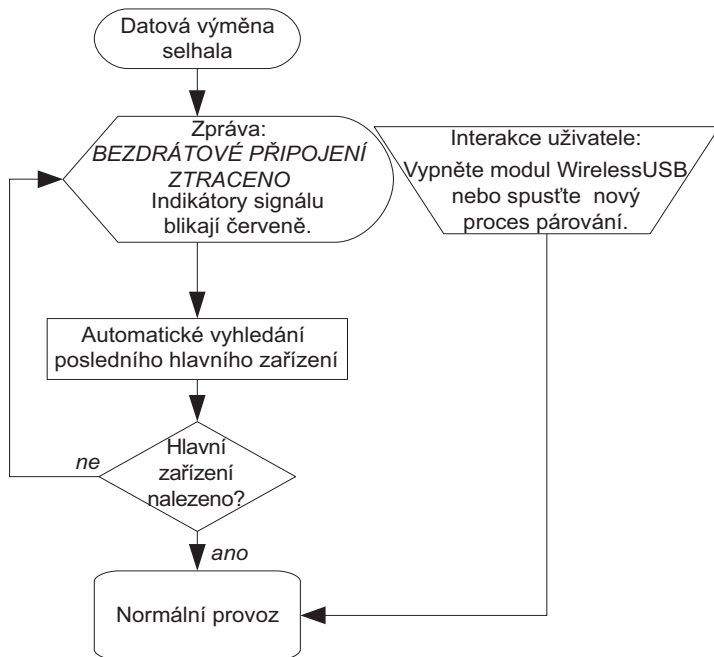 Datová výměna
selhala
Zpráva:
BEZDRÁTOVÉ PŘIPOJENÍ
ZTRACENO
Indikátory signálu
blikají červeně.
Interakce uživatele:
Vypněte modul WirelessUSB
nebo spusťte nový
proces párování.
Automatické vyhledání
posledního hlavního zařízení
Hlavní
zařízení
nalezeno?
ne
ano
Normální provoz